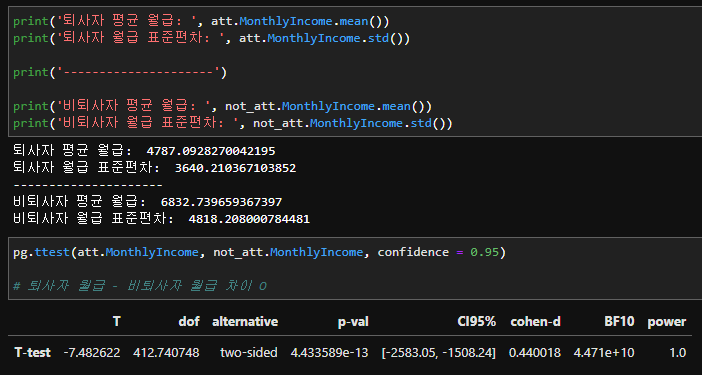 print('퇴사자 평균 월급: ', att.MonthlyIncome.mean())
print('퇴사자 월급 표준편차: ', att.MonthlyIncome.std())
print('---------------------')
print('비퇴사자 평균 월급: ', not_att.MonthlyIncome.mean())
print('비퇴사자 월급 표준편차: ', not_att.MonthlyIncome.std())
퇴사자 평균 월급:  4787.0928270042195
퇴사자 월급 표준편차:  3640.210367103852
---------------------
비퇴사자 평균 월급:  6832.739659367397
비퇴사자 월급 표준편차:  4818.208000784481
pg.ttest(att.MonthlyIncome, not_att.MonthlyIncome, confidence = 0.95)
# 퇴사자 월급 - 비퇴사자 월급 차이 O
T dof alternative p-val CI95% cohen-d BF10 power
T-test -7.482622 412.740748 two-sided 4.433589e-13 [-2583.05, -1508.24] 0.440018 4.471e+10 1.0